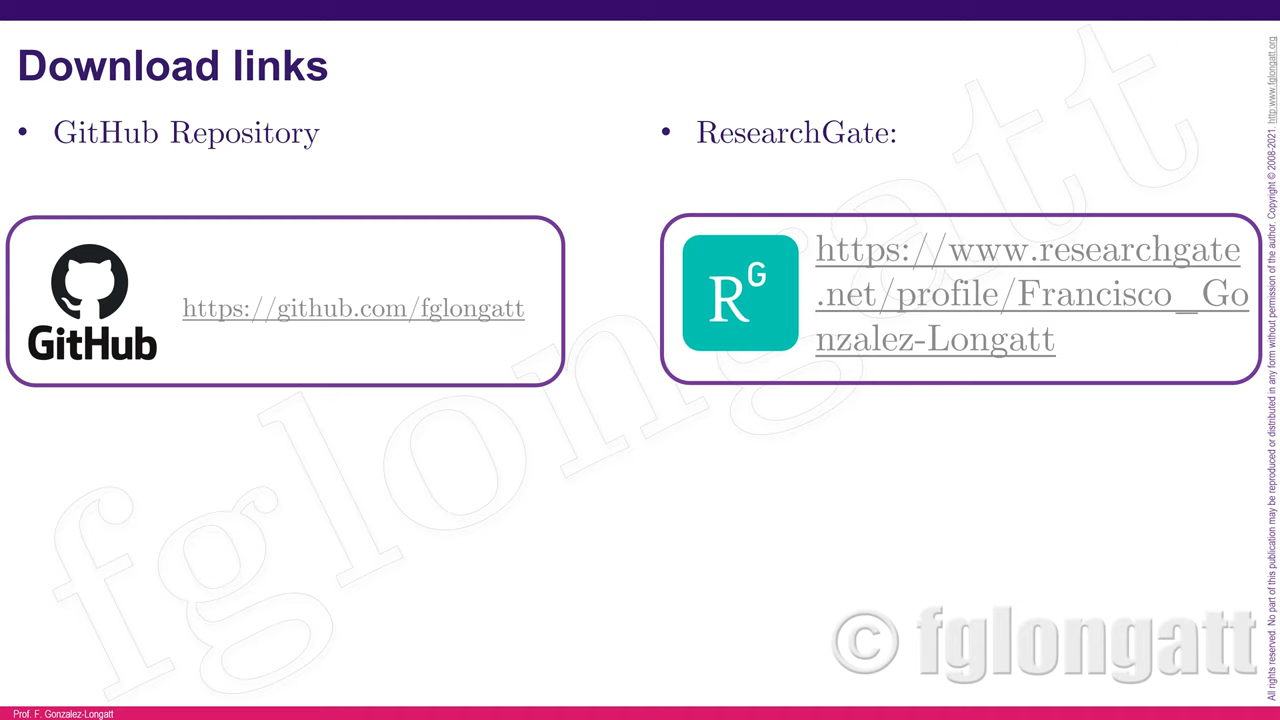 Download links
• GitHub Repository
GitHub
https://github.com/fglongatt
• ResearchGate:
RG
https://www.researchgate
.net/profile/Francisco_Go
nzalez-Longatt
fglongatt
© fglongatt
All rights reserved. No part of this publication may be reproduced or distributed in any form without permission of the author. Copyright © 2008-2021. http:www.fglongatt.org
Prof. F. Gonzalez-Longatt